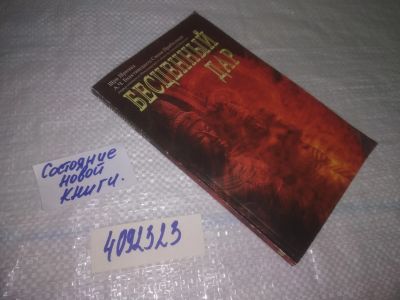 БЕСЦЕННЫЙ
ДАР
Состояние
новой
книги.
4092323